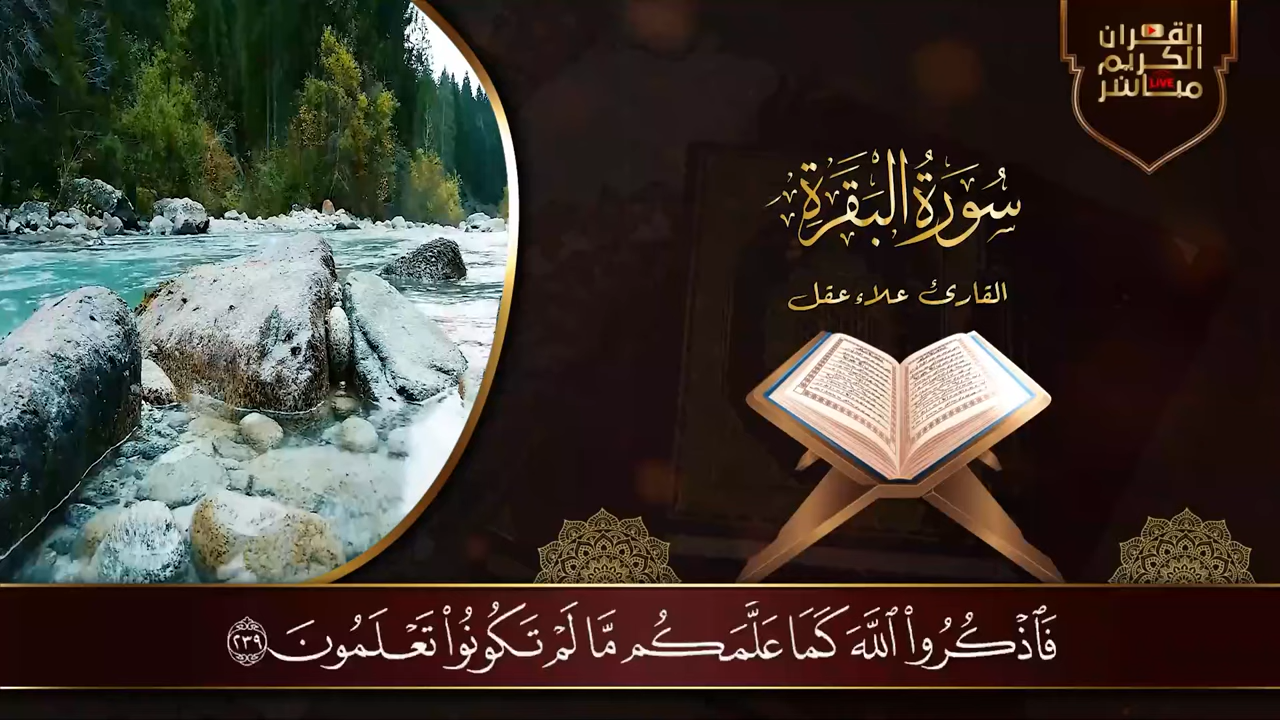 القرآن
الكريم
مباشر
LIVE
سُورَةُ البَقَرَةِ
القارئ علاء عقل
فَٱذْكُرُوا۟ ٱللَّهَ كَمَا عَلَّمَكُم مَّا لَمْ تَكُونُوا۟ تَعْلَمُونَ ٢٣٩